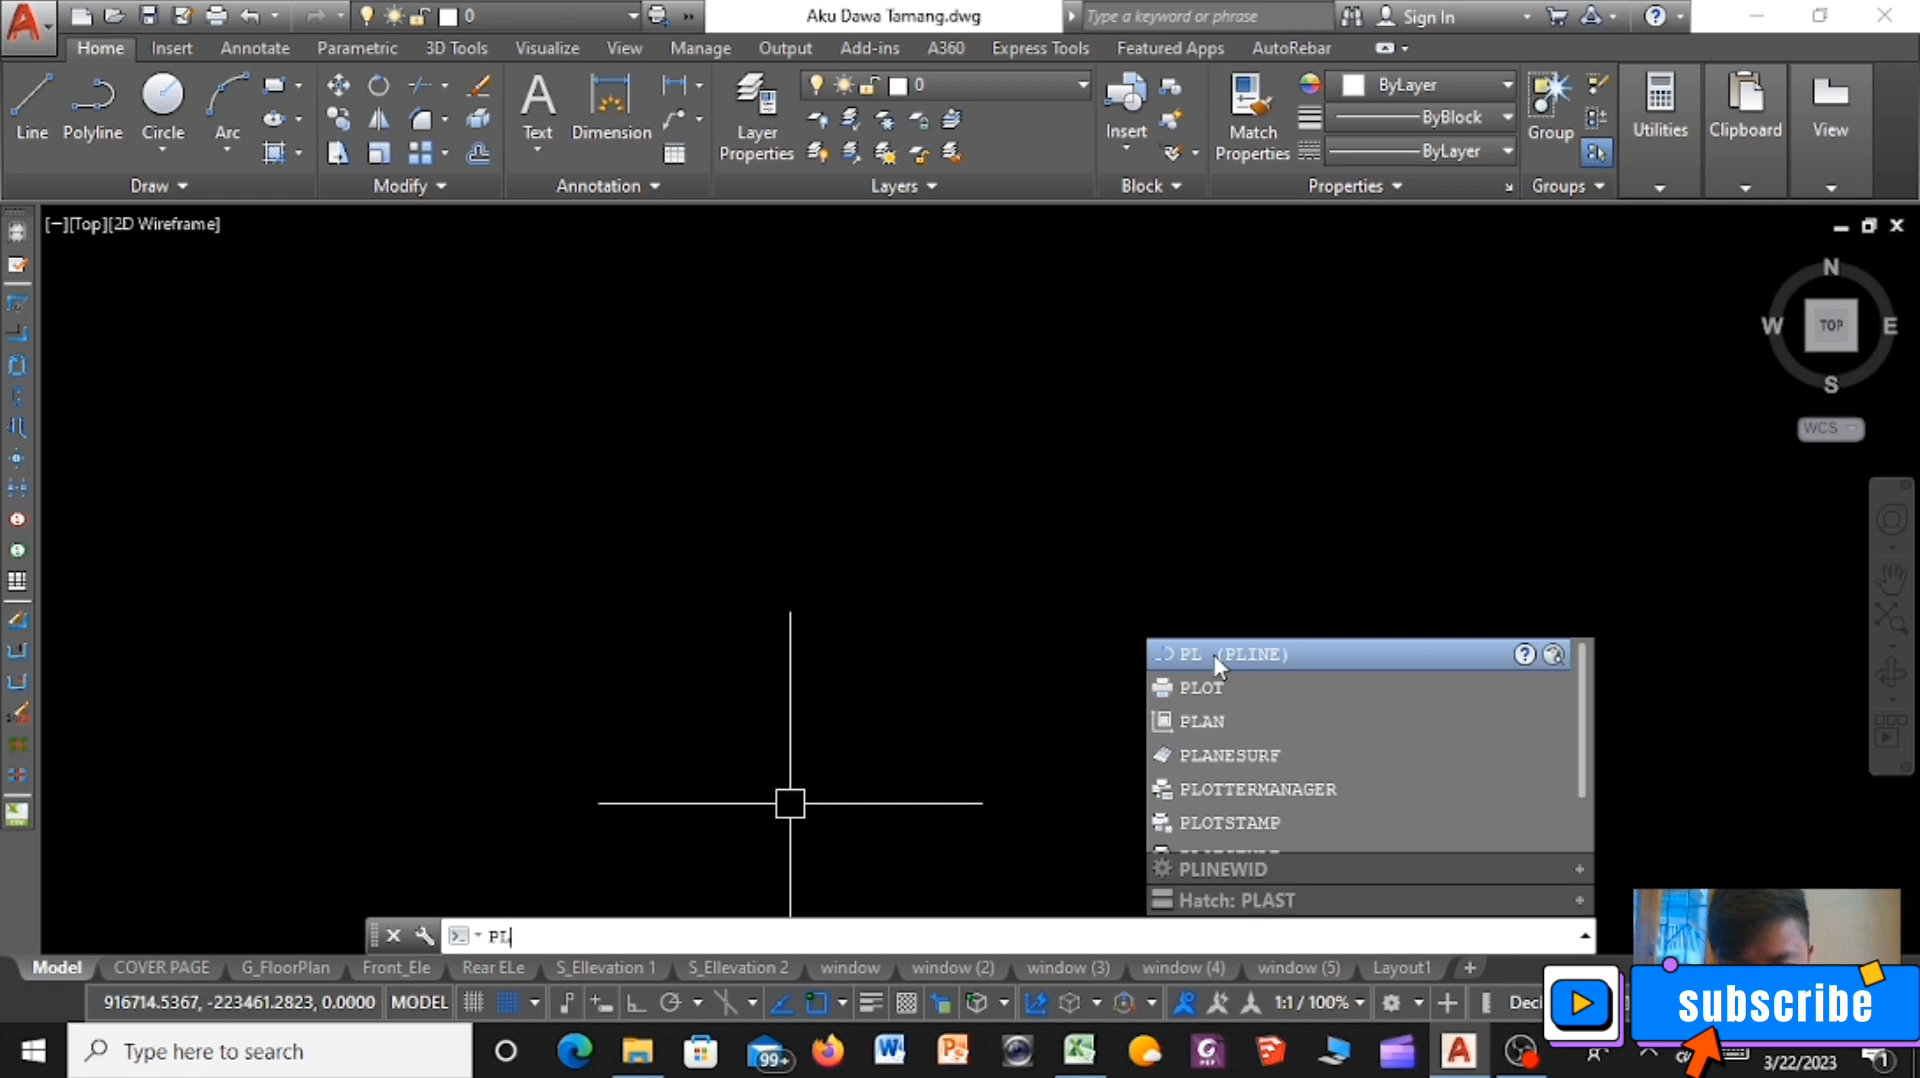 0
Aku Dawa Tamang.dwg
Type a keyword or phrase
Sign In
Home Insert Annotate Parametric 3D Tools Visualize View Manage Output Add-ins A360 Express Tools Featured Apps AutoRebar
Line
Polyline
Circle
Arc
Draw
Modify
Text
Dimension
Annotation
Layer Properties
0
Layers
Insert
Block
Match Properties
ByLayer
ByBlock
ByLayer
Properties
Group
Groups
Utilities
Clipboard
View
[−][Top][2D Wireframe]
N
W TOP E
S
WCS
PL (PLINE)
PLOT
PLAN
PLANESURF
PLOTTERMANAGER
PLOTSTAMP
PLINEWID
Hatch: PLAST
PL
Model COVER PAGE G_FloorPlan Front_Ele Rear ELe S_Ellevation 1 S_Ellevation 2 window window (2) window (3) window (4) window (5) Layout1
916714.5367, -223461.2823, 0.0000 MODEL 1:1 / 100% Deci
subscribe
Type here to search
99+
3/22/2023
1